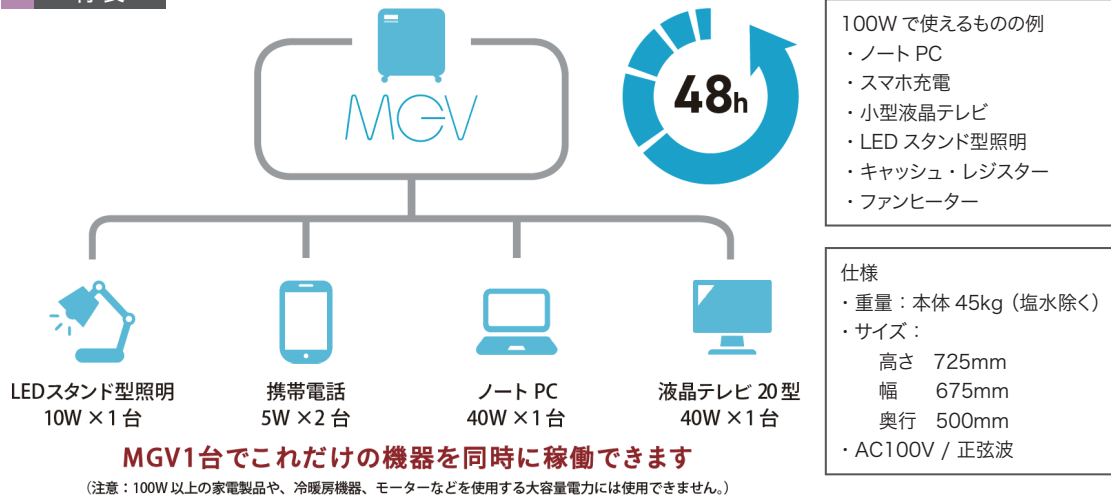 MGV
48h
LEDスタンド型照明
10W ×1 台
携帯電話
5W ×2 台
ノート PC
40W ×1 台
液晶テレビ 20 型
40W ×1 台
MGV1台でこれだけの機器を同時に稼働できます
(注意：100W 以上の家電製品や、冷暖房機器、モーターなどを使用する大容量電力には使用できません。)
100W で使えるものの例
・ノート PC
・スマホ充電
・小型液晶テレビ
・LED スタンド型照明
・キャッシュ・レジスター
・ファンヒーター
仕様
・重量：本体 45kg（塩水除く）
・サイズ：
高さ　725mm
幅　675mm
奥行　500mm
・AC100V / 正弦波